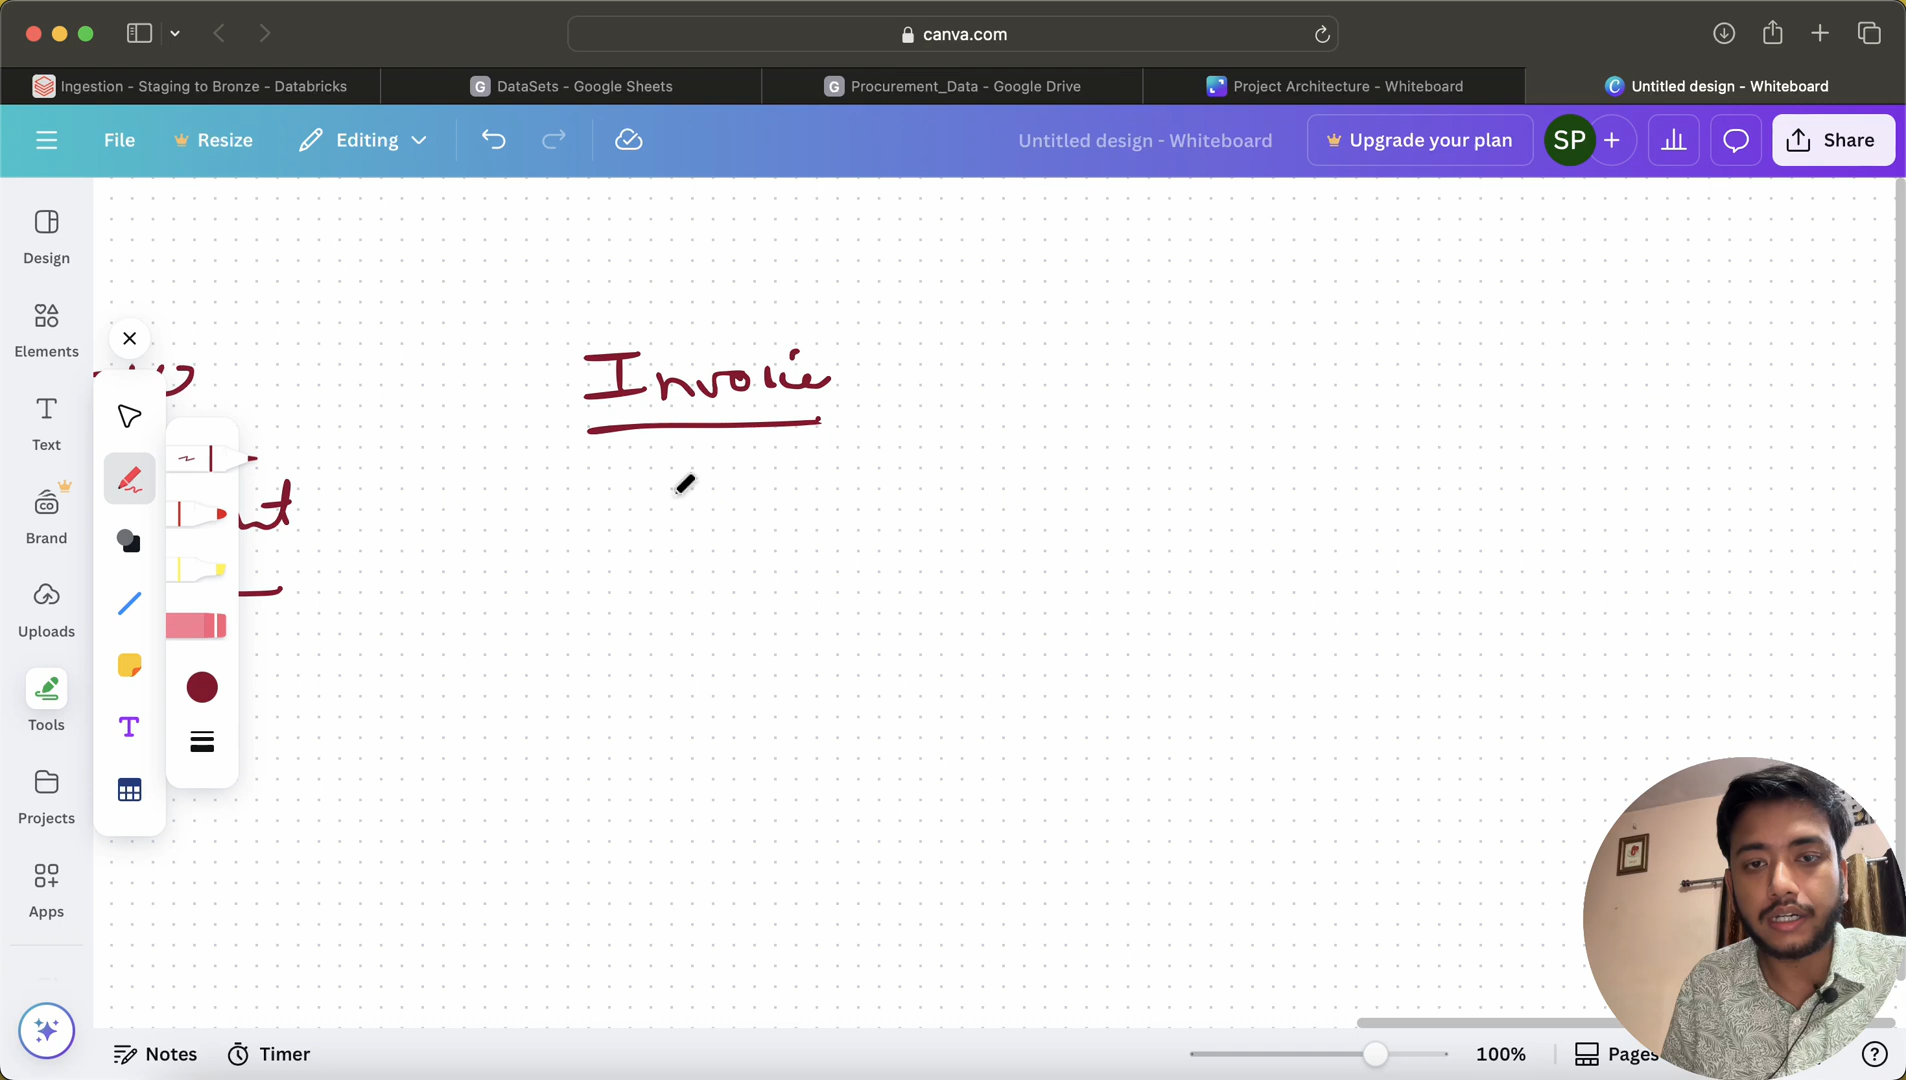 canva.com
Ingestion - Staging to Bronze - Databricks
DataSets - Google Sheets
Procurement_Data - Google Drive
Project Architecture - Whiteboard
Untitled design - Whiteboard
File
Resize
Editing
Untitled design - Whiteboard
Upgrade your plan
SP
Share
Design
Elements
Text
Brand
Uploads
Tools
Projects
Apps
Invoice
Notes
Timer
100%
Pages